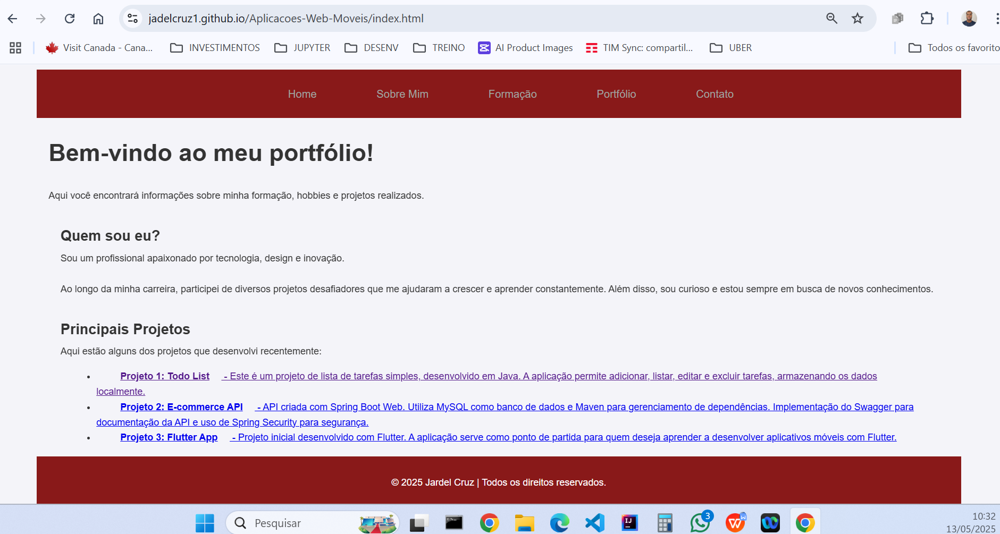 jadelcruz1.github.io/Aplicacoes-Web-Moveis/index.html
Visit Canada - Cana... INVESTIMENTOS JUPYTER DESENV TREINO AI Product Images TIM Sync: compartil... UBER Todos os favorito
Home Sobre Mim Formação Portfólio Contato
Bem-vindo ao meu portfólio!
Aqui você encontrará informações sobre minha formação, hobbies e projetos realizados.
Quem sou eu?
Sou um profissional apaixonado por tecnologia, design e inovação.
Ao longo da minha carreira, participei de diversos projetos desafiadores que me ajudaram a crescer e aprender constantemente. Além disso, sou curioso e estou sempre em busca de novos conhecimentos.
Principais Projetos
Aqui estão alguns dos projetos que desenvolvi recentemente:
• Projeto 1: Todo List - Este é um projeto de lista de tarefas simples, desenvolvido em Java. A aplicação permite adicionar, listar, editar e excluir tarefas, armazenando os dados
localmente.
• Projeto 2: E-commerce API - API criada com Spring Boot Web. Utiliza MySQL como banco de dados e Maven para gerenciamento de dependências. Implementação do Swagger para
documentação da API e uso de Spring Security para segurança.
• Projeto 3: Flutter App - Projeto inicial desenvolvido com Flutter. A aplicação serve como ponto de partida para quem deseja aprender a desenvolver aplicativos móveis com Flutter.
© 2025 Jardel Cruz | Todos os direitos reservados.
Pesquisar IJ 3 W W 10:32
13/05/2025